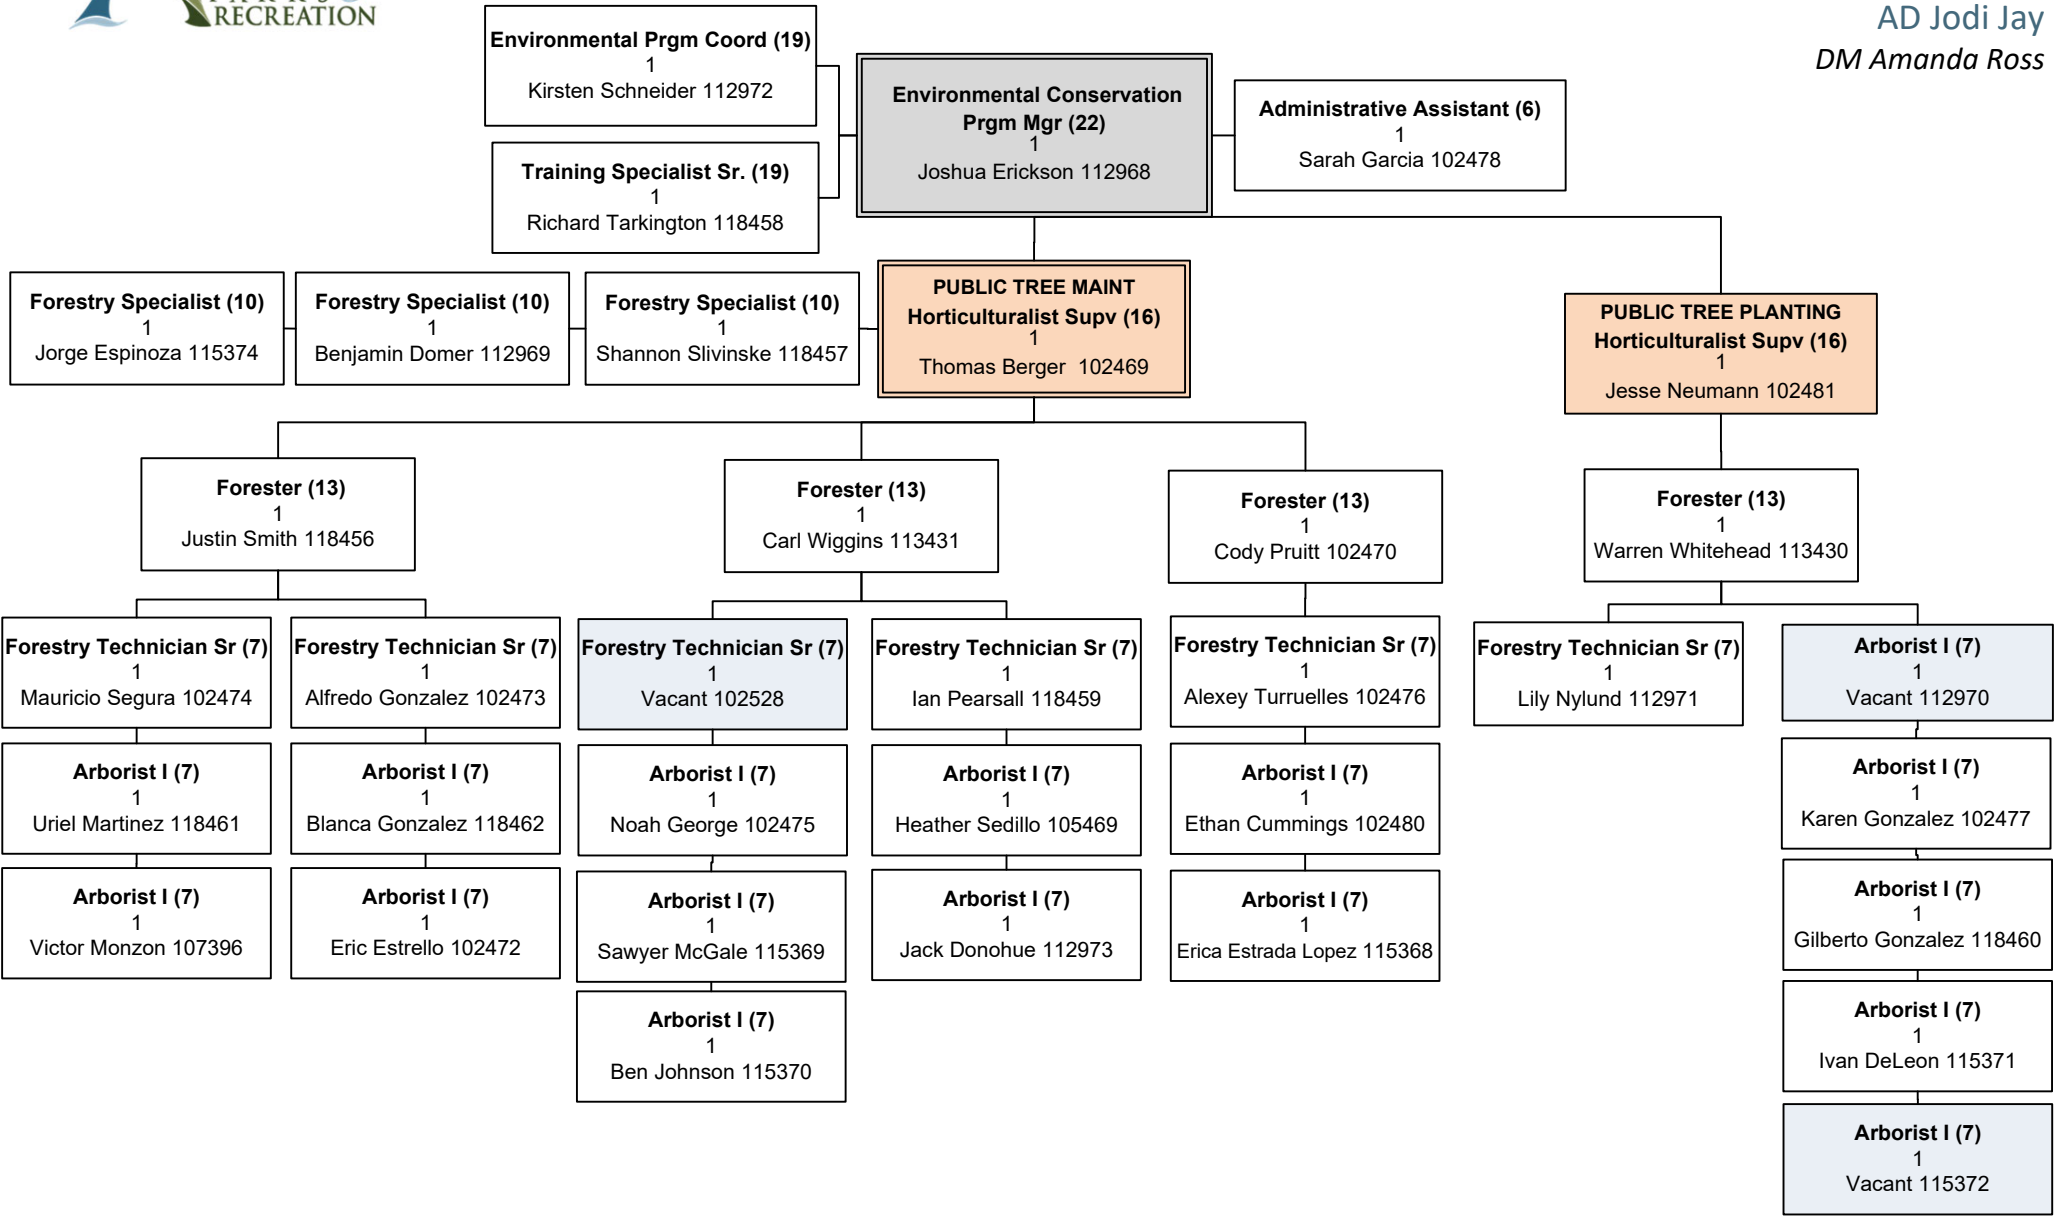 RECREATION
AD Jodi Jay
DM Amanda Ross
Environmental Prgm Coord (19)
1
Kirsten Schneider 112972
Environmental Conservation
Prgm Mgr (22)
1
Joshua Erickson 112968
Administrative Assistant (6)
1
Sarah Garcia 102478
Training Specialist Sr. (19)
1
Richard Tarkington 118458
Forestry Specialist (10)
1
Jorge Espinoza 115374
Forestry Specialist (10)
1
Benjamin Domer 112969
Forestry Specialist (10)
1
Shannon Slivinske 118457
PUBLIC TREE MAINT
Horticulturalist Supv (16)
1
Thomas Berger 102469
PUBLIC TREE PLANTING
Horticulturalist Supv (16)
1
Jesse Neumann 102481
Forester (13)
1
Justin Smith 118456
Forester (13)
1
Carl Wiggins 113431
Forester (13)
1
Cody Pruitt 102470
Forester (13)
1
Warren Whitehead 113430
Forestry Technician Sr (7)
1
Mauricio Segura 102474
Forestry Technician Sr (7)
1
Alfredo Gonzalez 102473
Forestry Technician Sr (7)
1
Vacant 102528
Forestry Technician Sr (7)
1
Ian Pearsall 118459
Forestry Technician Sr (7)
1
Alexey Turruelles 102476
Forestry Technician Sr (7)
1
Lily Nylund 112971
Arborist I (7)
1
Vacant 112970
Arborist I (7)
1
Uriel Martinez 118461
Arborist I (7)
1
Blanca Gonzalez 118462
Arborist I (7)
1
Noah George 102475
Arborist I (7)
1
Heather Sedillo 105469
Arborist I (7)
1
Ethan Cummings 102480
Arborist I (7)
1
Karen Gonzalez 102477
Arborist I (7)
1
Victor Monzon 107396
Arborist I (7)
1
Eric Estrello 102472
Arborist I (7)
1
Sawyer McGale 115369
Arborist I (7)
1
Jack Donohue 112973
Arborist I (7)
1
Erica Estrada Lopez 115368
Arborist I (7)
1
Gilberto Gonzalez 118460
Arborist I (7)
1
Ben Johnson 115370
Arborist I (7)
1
Ivan DeLeon 115371
Arborist I (7)
1
Vacant 115372